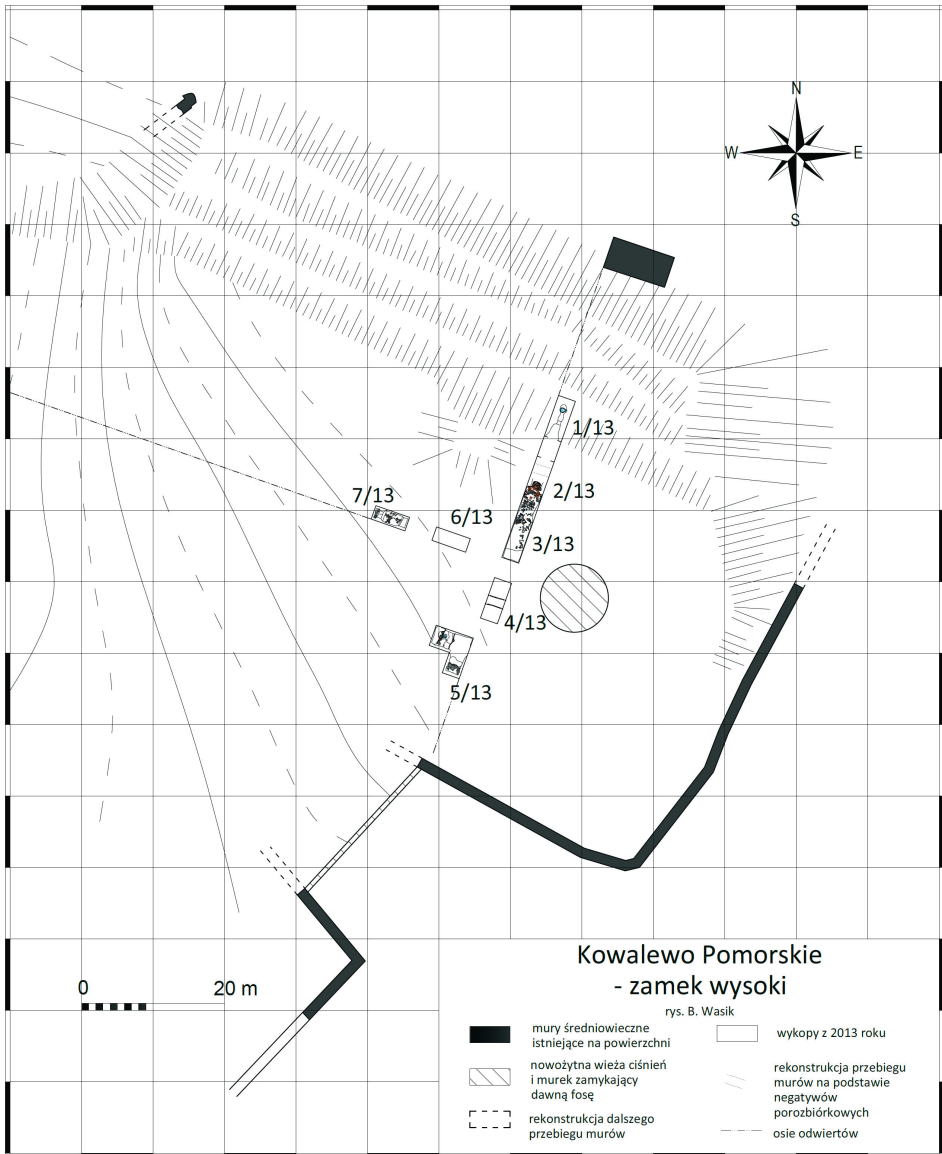 N
W
E
S
1/13
2/13
7/13
6/13
3/13
4/13
5/13
Kowalewo Pomorskie
- zamek wysoki
rys. B. Wasik
0
20 m
mury średniowieczne
istniejące na powierzchni
nowożytna wieża ciśnień
i murek zamykający
dawną fosę
rekonstrukcja dalszego
przebiegu murów
wykopy z 2013 roku
rekonstrukcja przebiegu
murów na podstawie
negatywów
porozbiórkowych
osie odwiertów